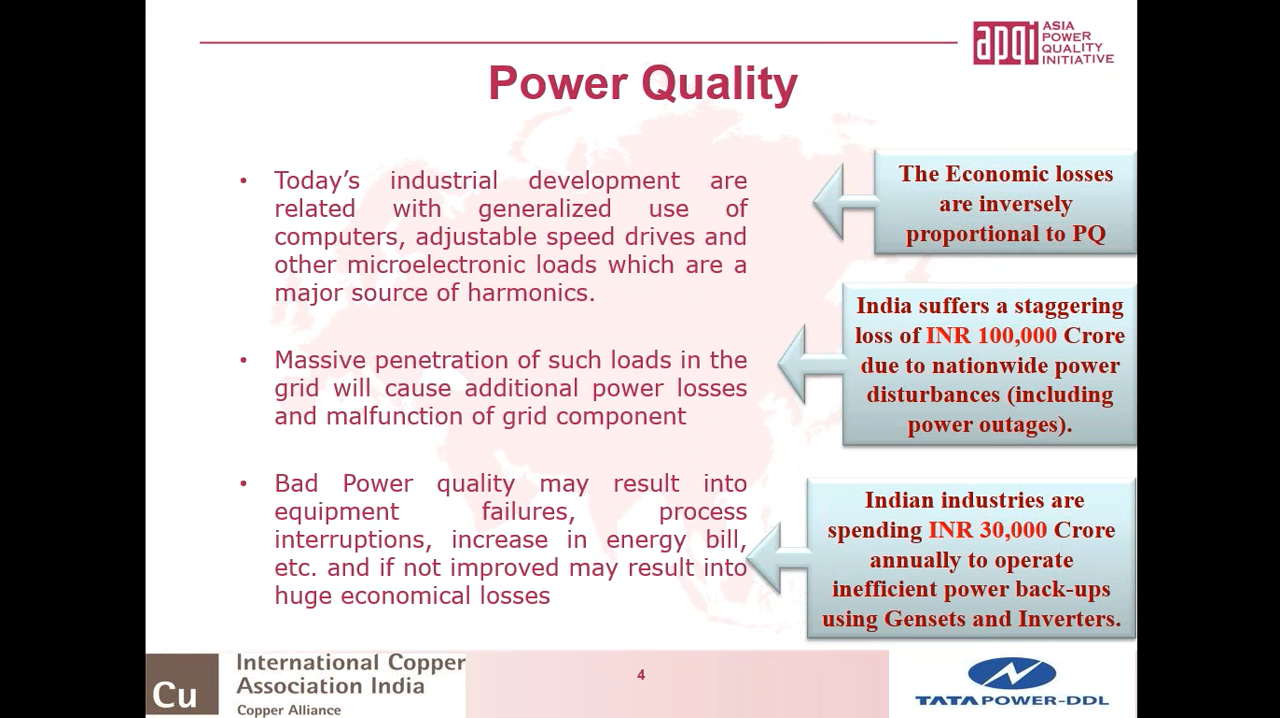 apqi ASIA
POWER
QUALITY
INITIATIVE
Power Quality
• Today's industrial development are
related with generalized use of
computers, adjustable speed drives and
other microelectronic loads which are a
major source of harmonics.
• Massive penetration of such loads in the
grid will cause additional power losses
and malfunction of grid component
• Bad Power quality may result into
equipment failures, process
interruptions, increase in energy bill,
etc. and if not improved may result into
huge economical losses
The Economic losses
are inversely
proportional to PQ
India suffers a staggering
loss of INR 100,000 Crore
due to nationwide power
disturbances (including
power outages).
Indian industries are
spending INR 30,000 Crore
annually to operate
inefficient power back-ups
using Gensets and Inverters.
Cu
International Copper
Association India
Copper Alliance
4
TATA POWER-DDL